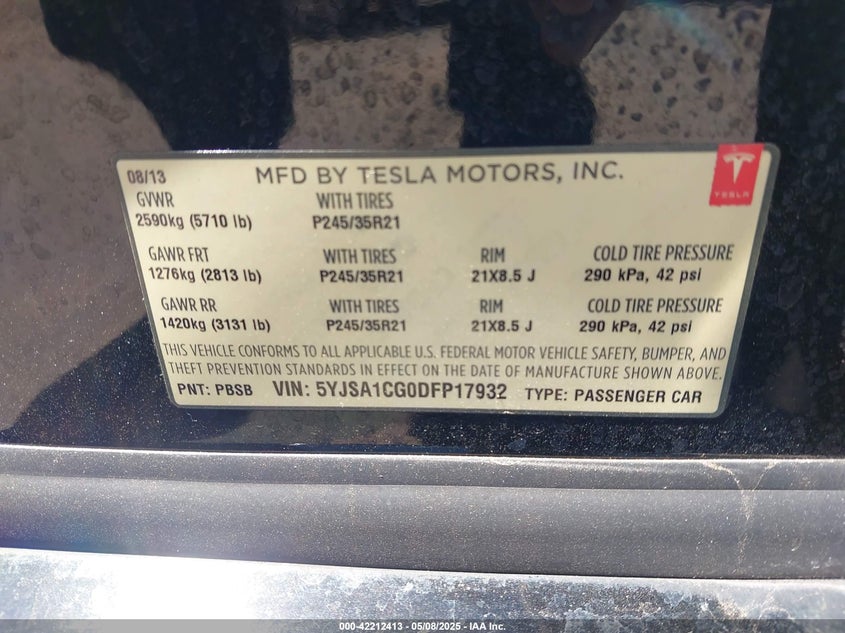 08/13 MFD BY TESLA MOTORS, INC.
TESLA
GVWR WITH TIRES
2590kg (5710 lb) P245/35R21
GAWR FRT WITH TIRES RIM COLD TIRE PRESSURE
1276kg (2813 lb) P245/35R21 21X8.5 J 290 kPa, 42 psi
GAWR RR WITH TIRES RIM COLD TIRE PRESSURE
1420kg (3131 lb) P245/35R21 21X8.5 J 290 kPa, 42 psi
THIS VEHICLE CONFORMS TO ALL APPLICABLE U.S. FEDERAL MOTOR VEHICLE SAFETY, BUMPER, AND
THEFT PREVENTION STANDARDS IN EFFECT ON THE DATE OF MANUFACTURE SHOWN ABOVE.
PNT: PBSB VIN: 5YJSA1CG0DFP17932 TYPE: PASSENGER CAR
000-42212413 - 05/08/2025 - IAA Inc.